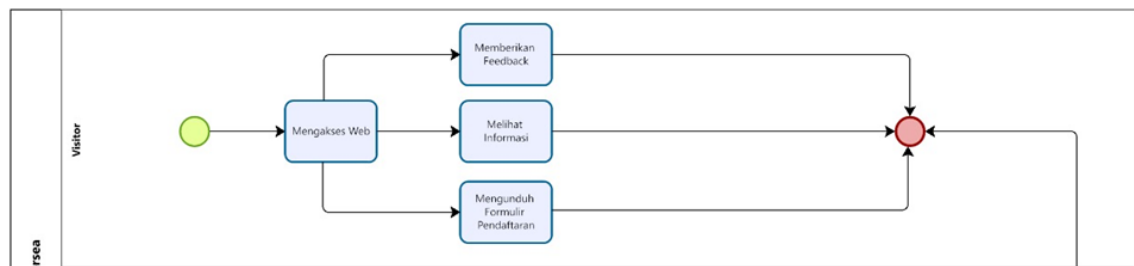 Visitor
rsea
Mengakses Web
Memberikan
Feedback
Melihat
Informasi
Mengunduh
Formulir
Pendaftaran